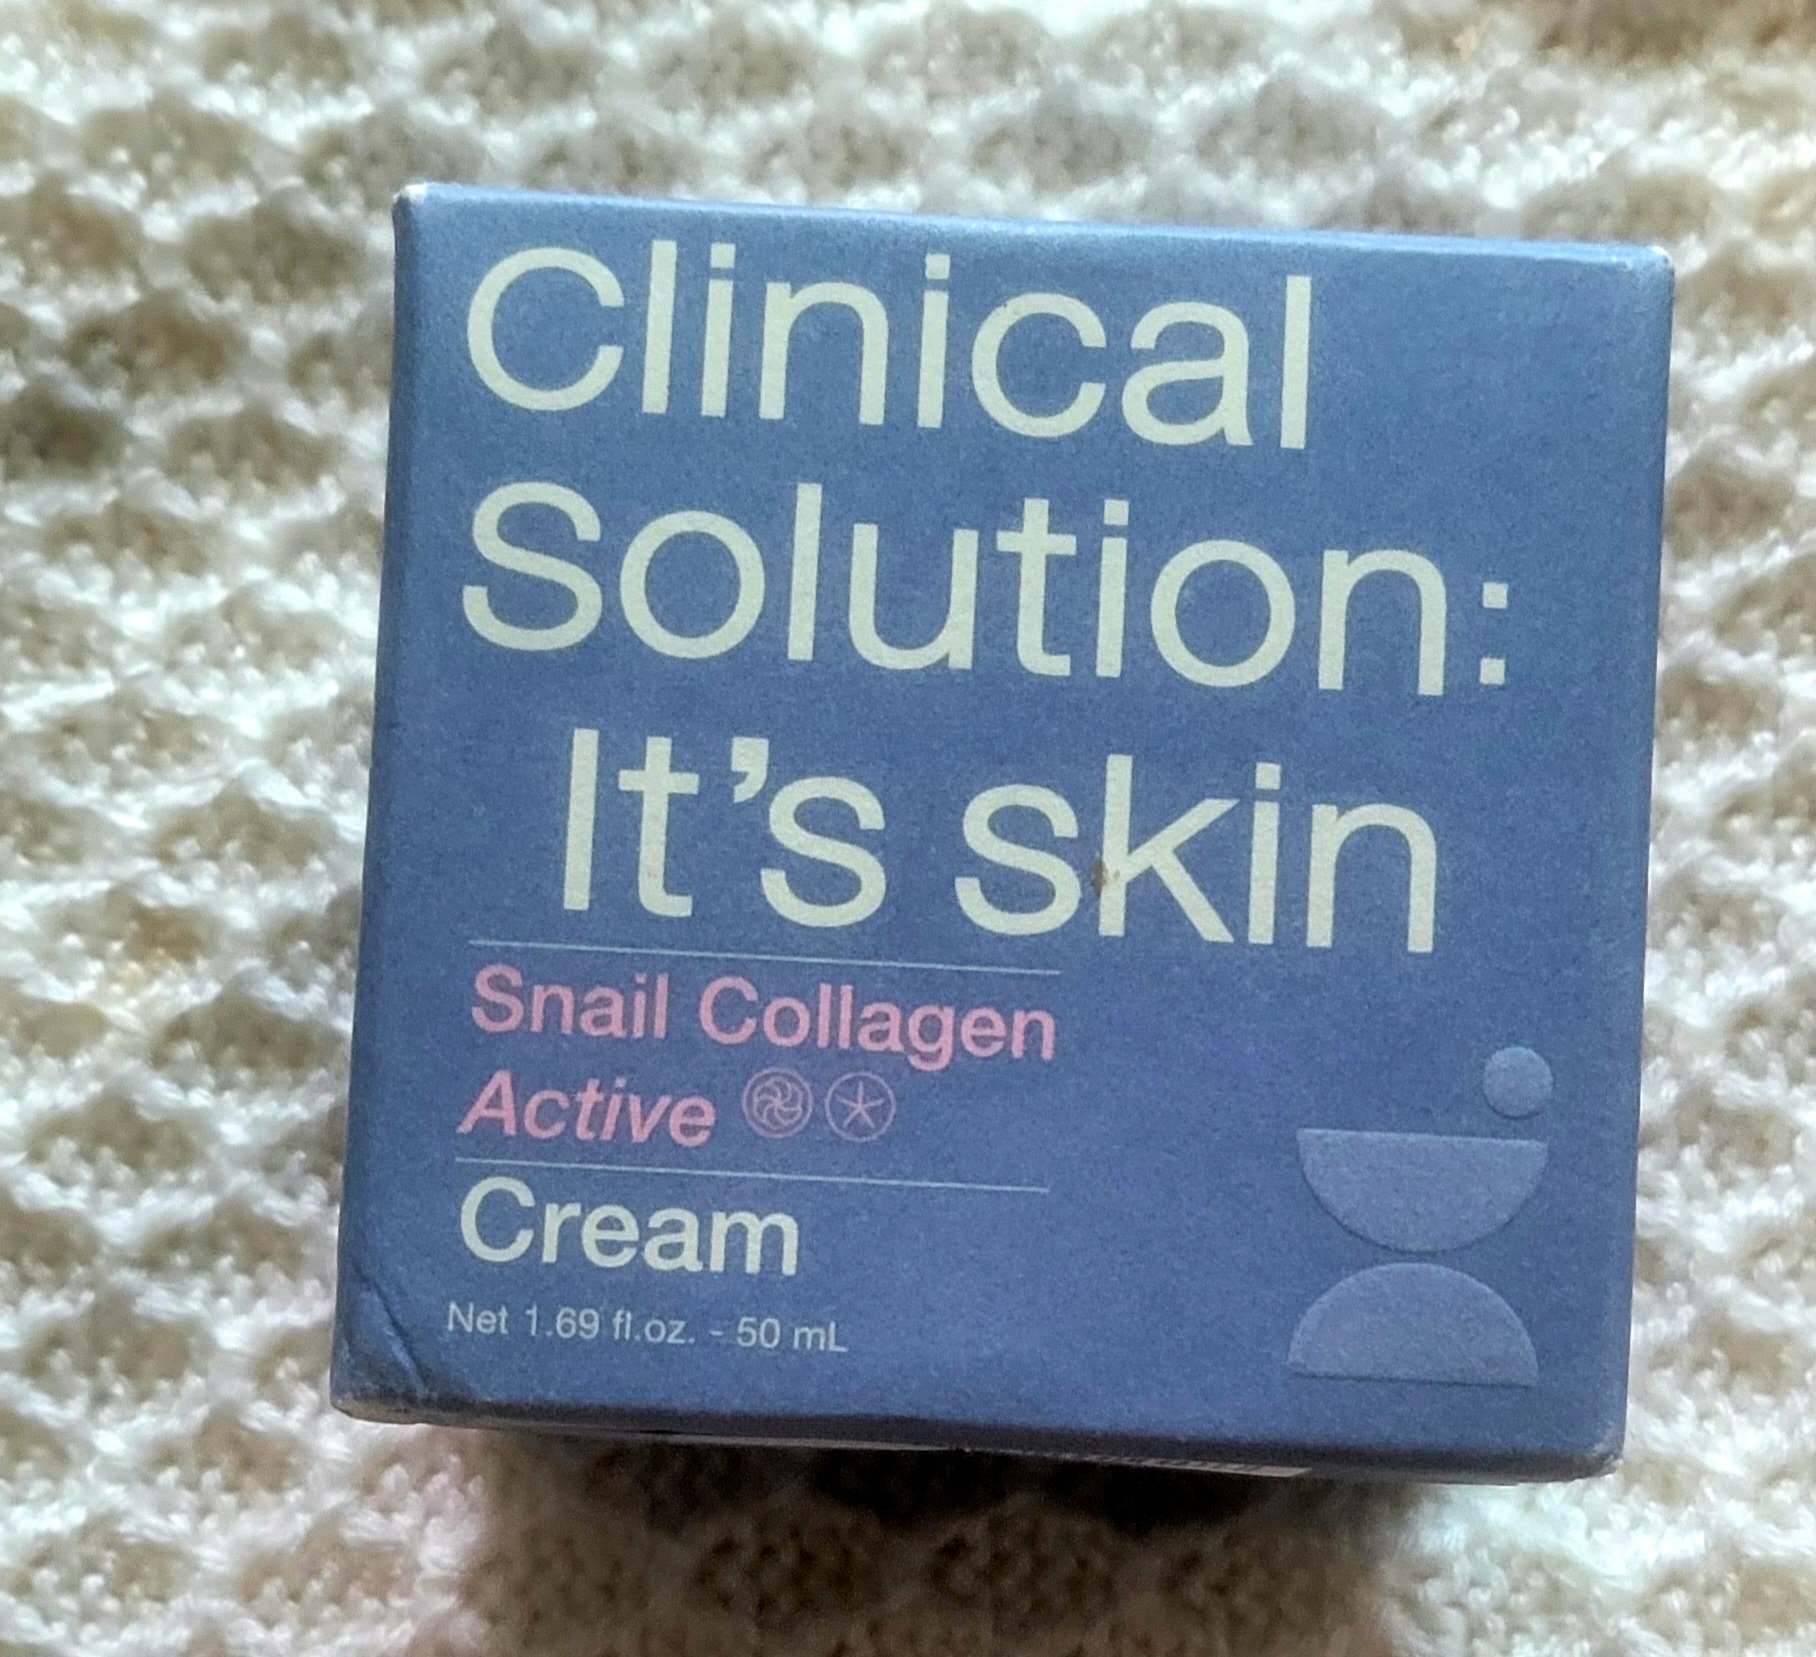 Clinical
Solution:
It's skin
Snail Collagen
Active
Cream
Net 1.69 fl.oz. - 50 mL